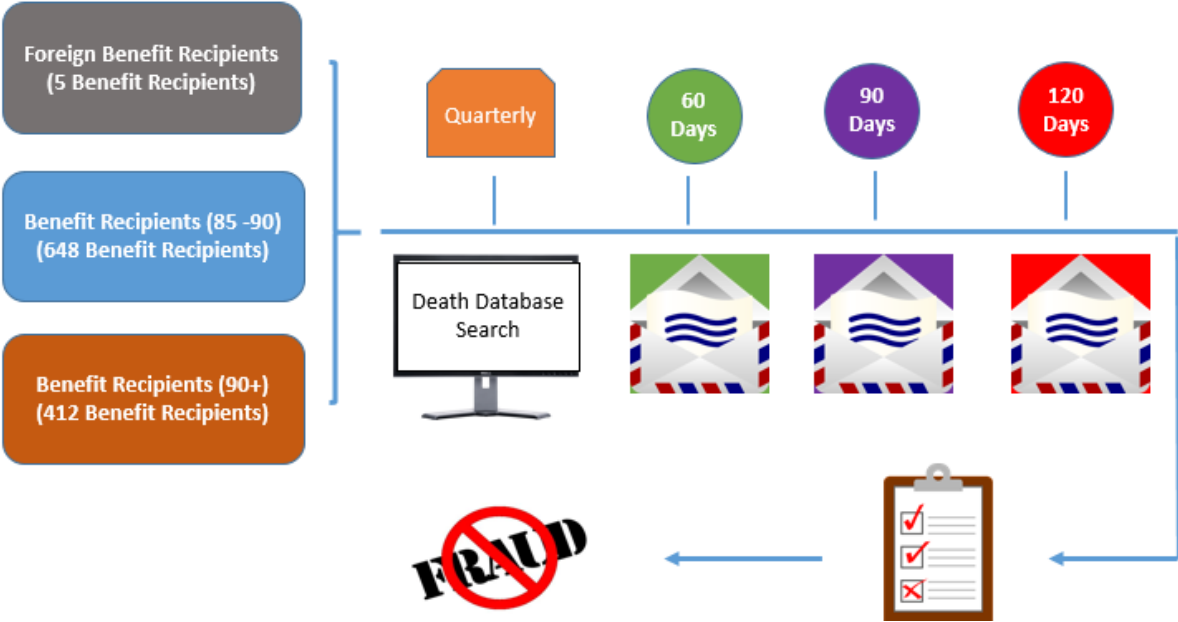 Foreign Benefit Recipients
(5 Benefit Recipients)
Benefit Recipients (85 -90)
(648 Benefit Recipients)
Benefit Recipients (90+)
(412 Benefit Recipients)
Quarterly
60
Days
90
Days
120
Days
Death Database
Search
FRAUD